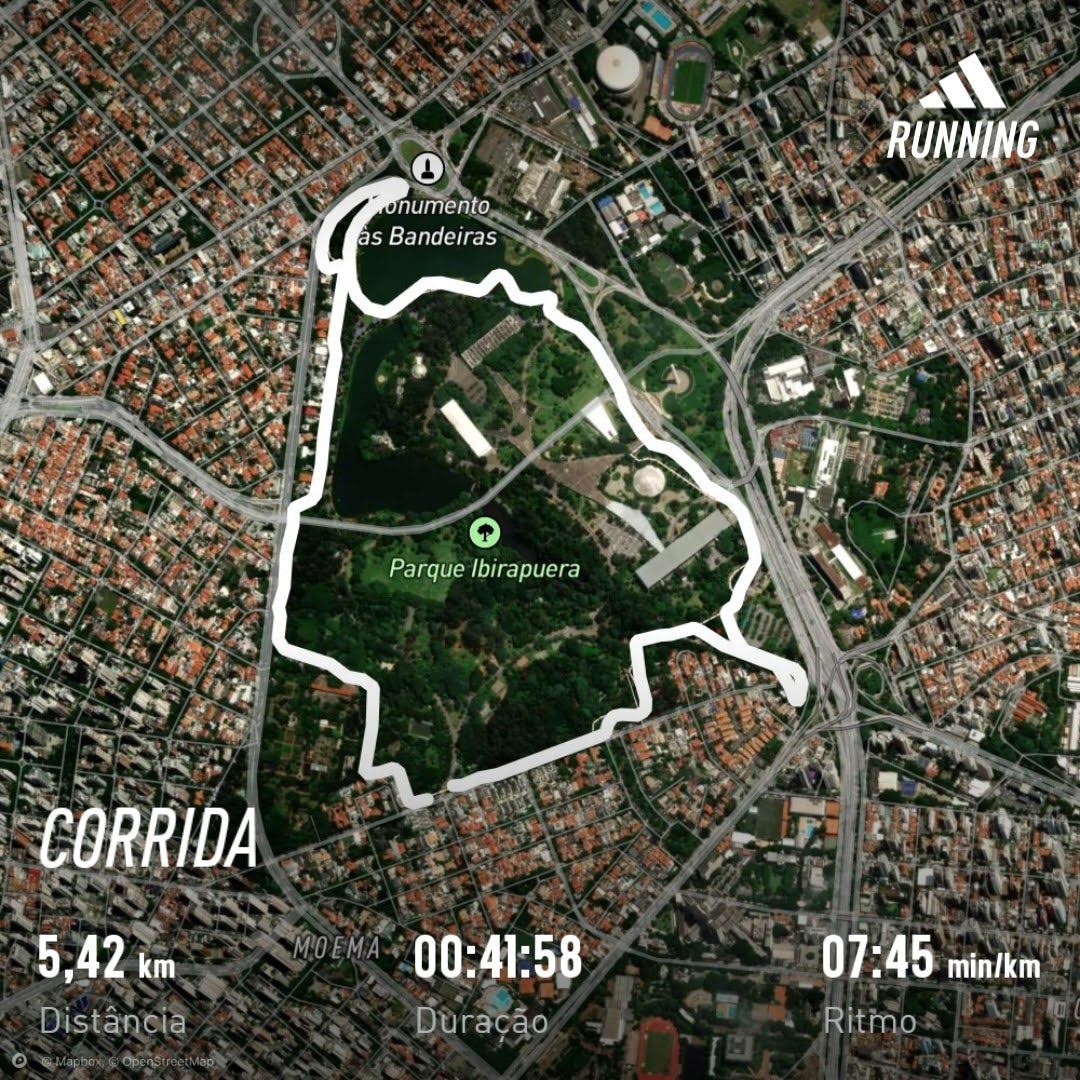 RUNNING
Monumento
às Bandeiras
Parque Ibirapuera
CORRIDA
MOEMA
5,42 km
00:41:58
07:45 min/km
Distância
Duração
Ritmo
© Mapbox, © OpenStreetMap